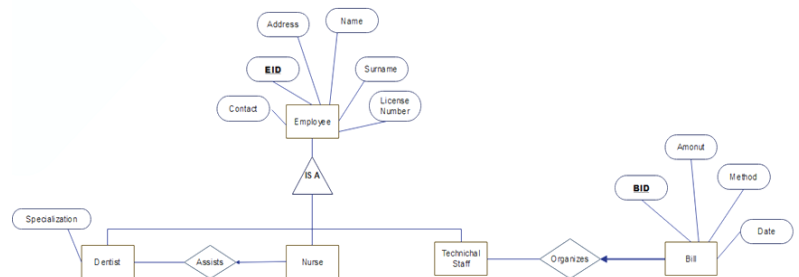 Address
Name
EID
Surname
Contact
License
Number
Employee
IS A
Amonut
BID
Method
Date
Specialization
Dentist
Assists
Nurse
Technichal
Staff
Organizes
Bill